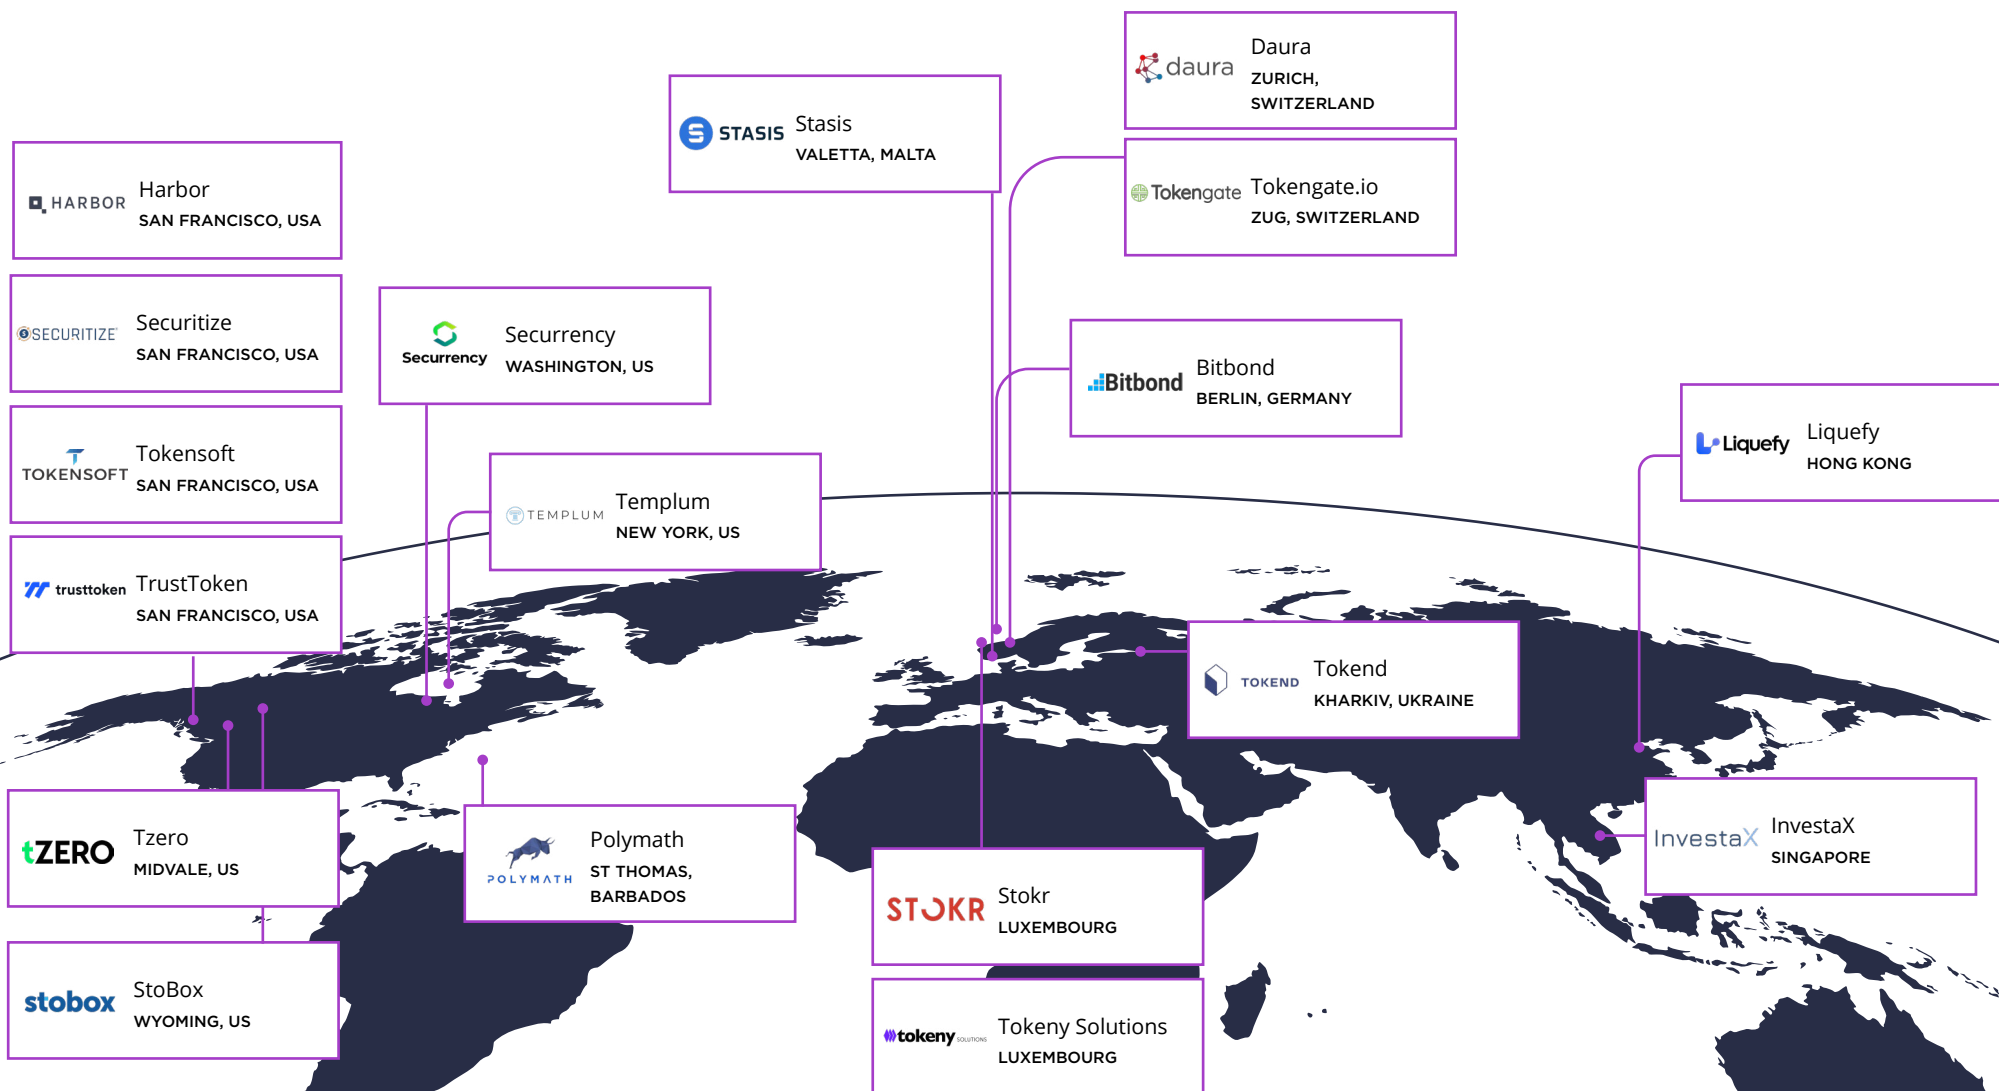 daura
Daura
ZURICH,
SWITZERLAND
STASIS
Stasis
VALETTA, MALTA
Tokengate
Tokengate.io
ZUG, SWITZERLAND
HARBOR
Harbor
SAN FRANCISCO, USA
SECURITIZE
Securitize
SAN FRANCISCO, USA
Securrency
Securrency
WASHINGTON, US
Bitbond
Bitbond
BERLIN, GERMANY
TOKENSOFT
Tokensoft
SAN FRANCISCO, USA
Liquefy
Liquefy
HONG KONG
TEMPLUM
Templum
NEW YORK, US
trusttoken
TrustToken
SAN FRANCISCO, USA
TOKEND
Tokend
KHARKIV, UKRAINE
tZERO
Tzero
MIDVALE, US
POLYMATH
Polymath
ST THOMAS,
BARBADOS
InvestaX
InvestaX
SINGAPORE
STOKR
Stokr
LUXEMBOURG
stobox
StoBox
WYOMING, US
tokeny SOLUTIONS
Tokeny Solutions
LUXEMBOURG